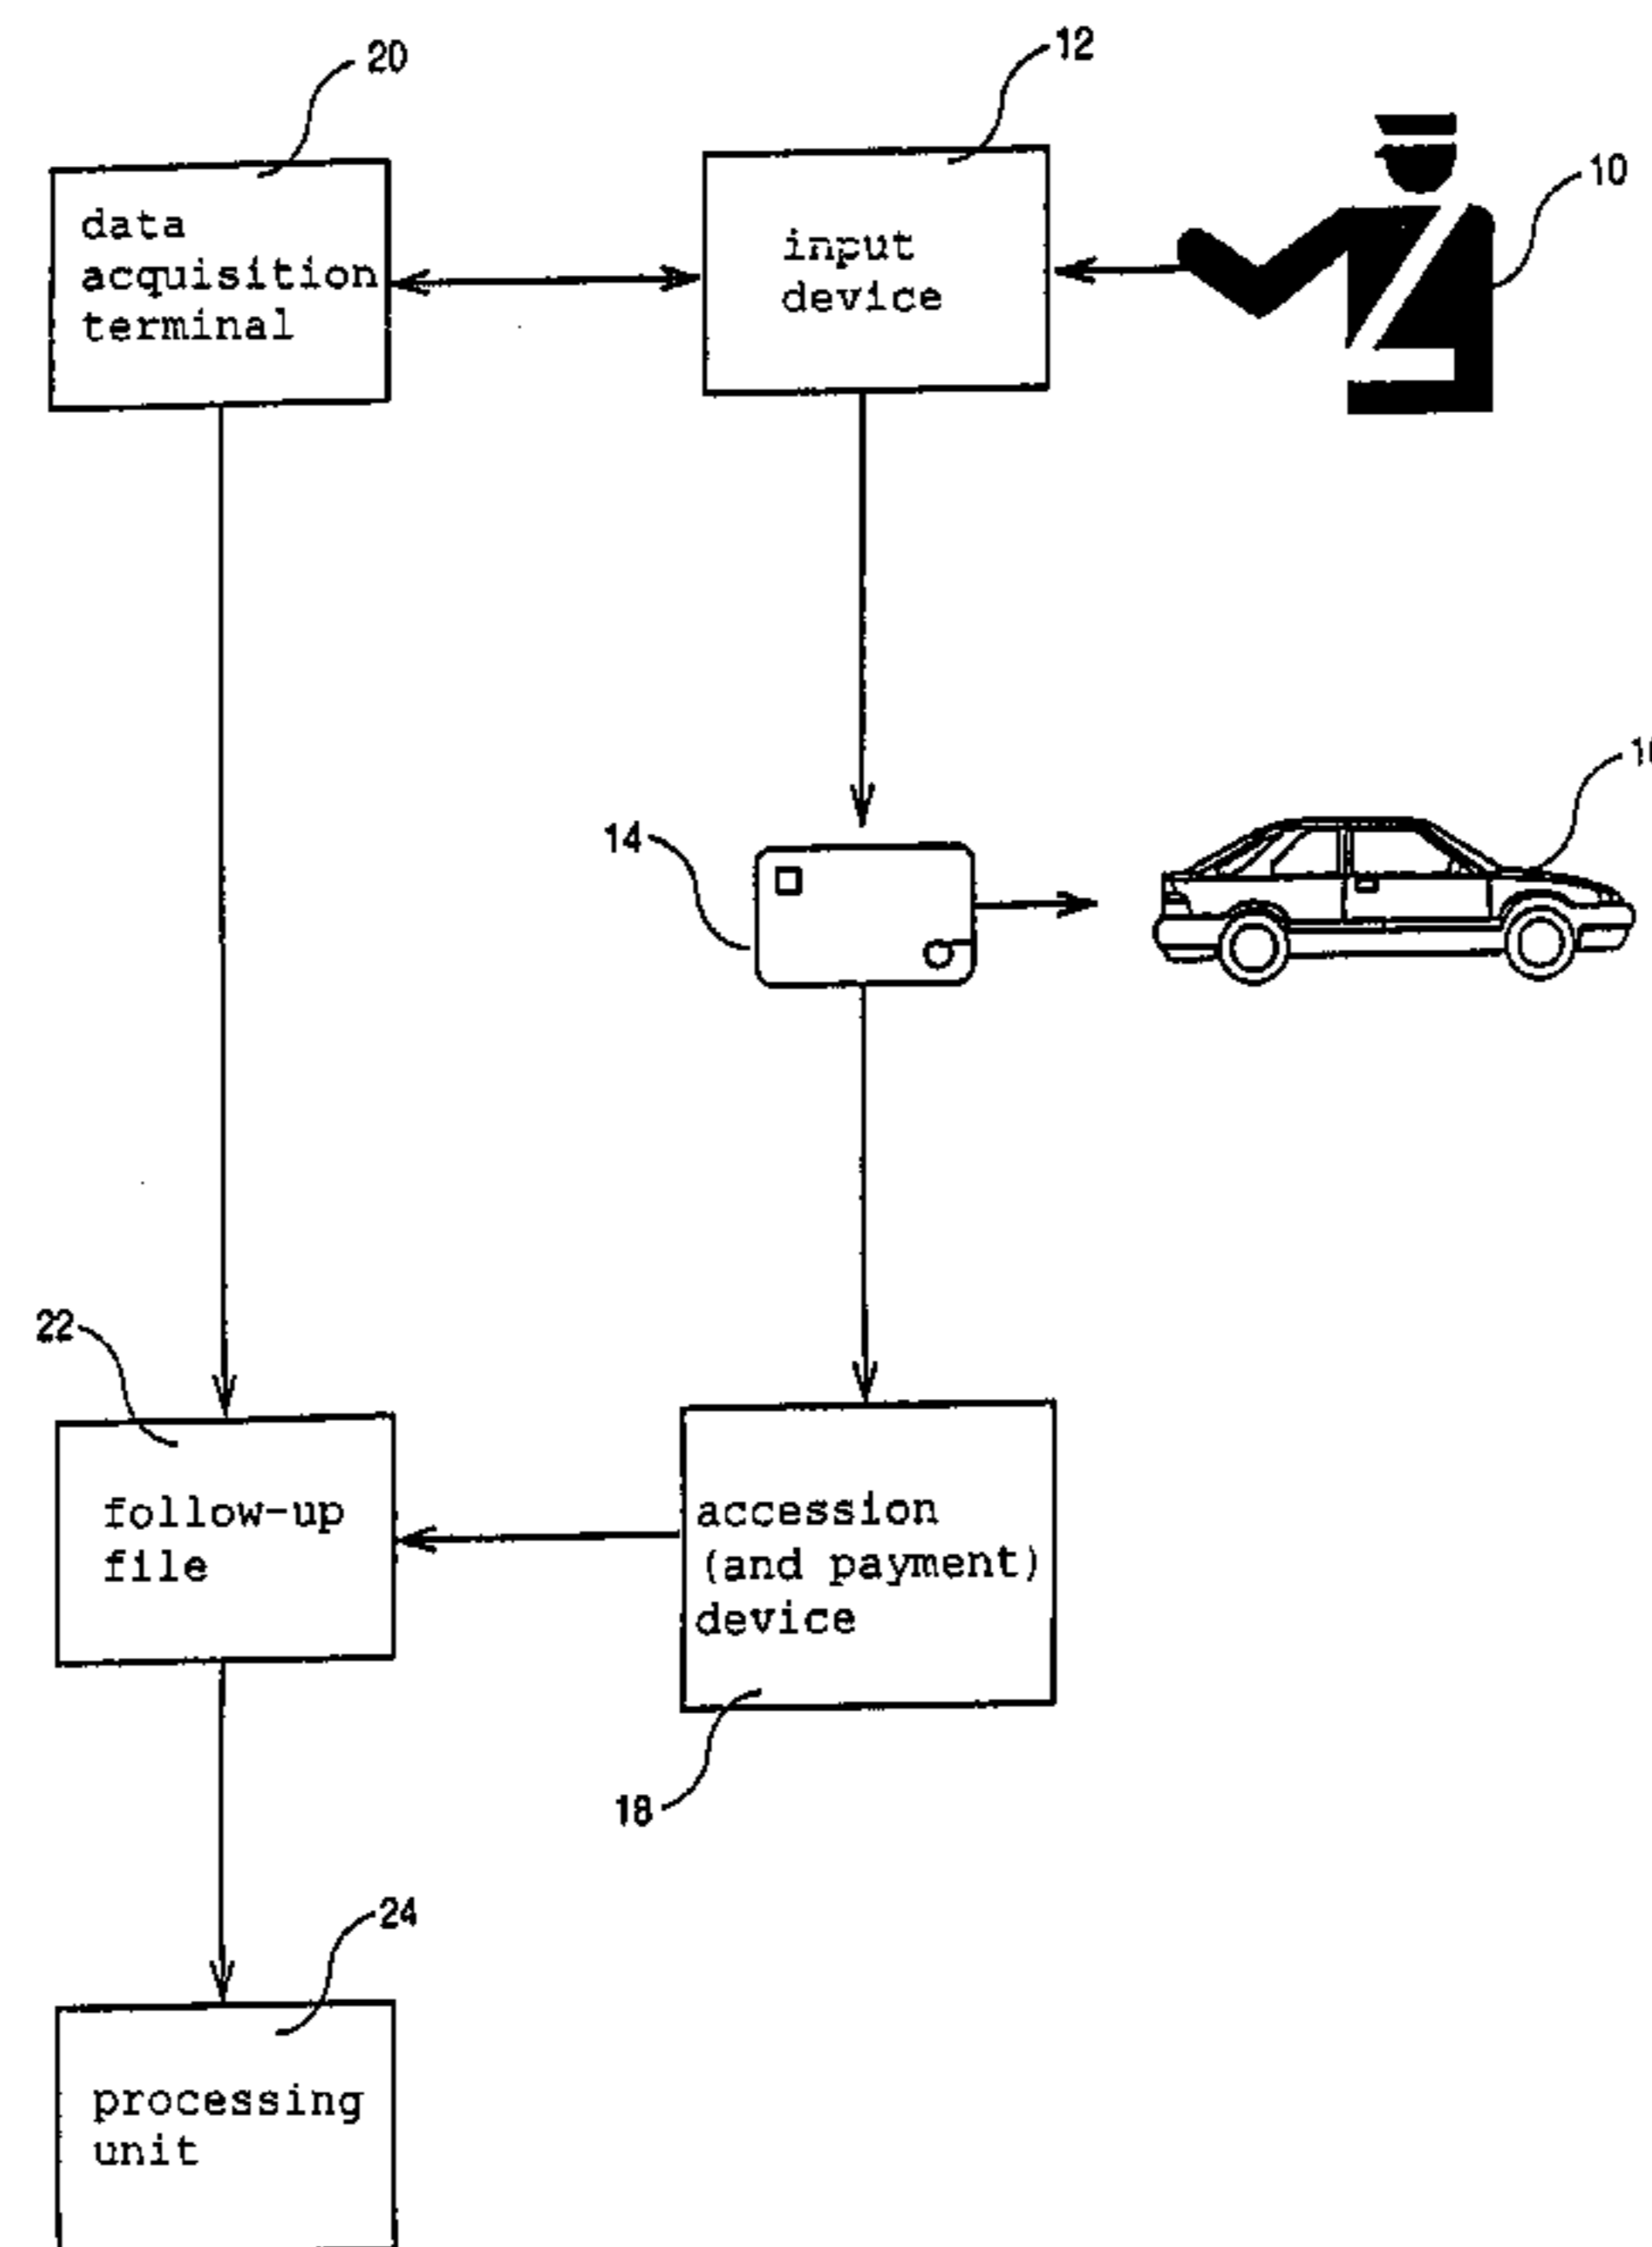 20
12
10
data
acquisition
terminal
input
device
14
22
follow-up
file
accession
(and payment)
device
18
24
processing
unit